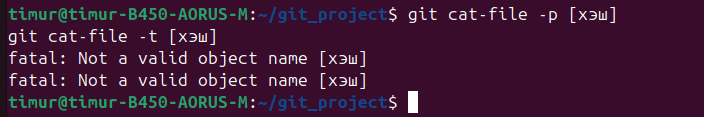 timur@timur-B450-AORUS-M:~/git_project$ git cat-file -p [хэш]
git cat-file -t [хэш]
fatal: Not a valid object name [хэш]
fatal: Not a valid object name [хэш]
timur@timur-B450-AORUS-M:~/git_project$